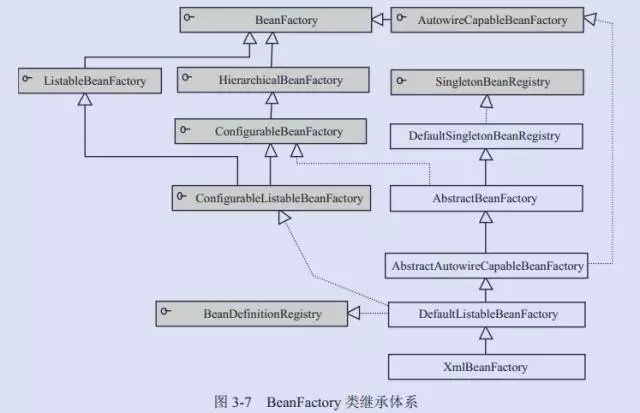 BeanFactory
AutowireCapableBeanFactory
ListableBeanFactory
HierarchicalBeanFactory
SingletonBeanRegistry
ConfigurableBeanFactory
DefaultSingletonBeanRegistry
ConfigurableListableBeanFactory
AbstractBeanFactory
AbstractAutowireCapableBeanFactory
BeanDefinitionRegistry
DefaultListableBeanFactory
XmlBeanFactory
图 3-7 BeanFactory 类继承体系